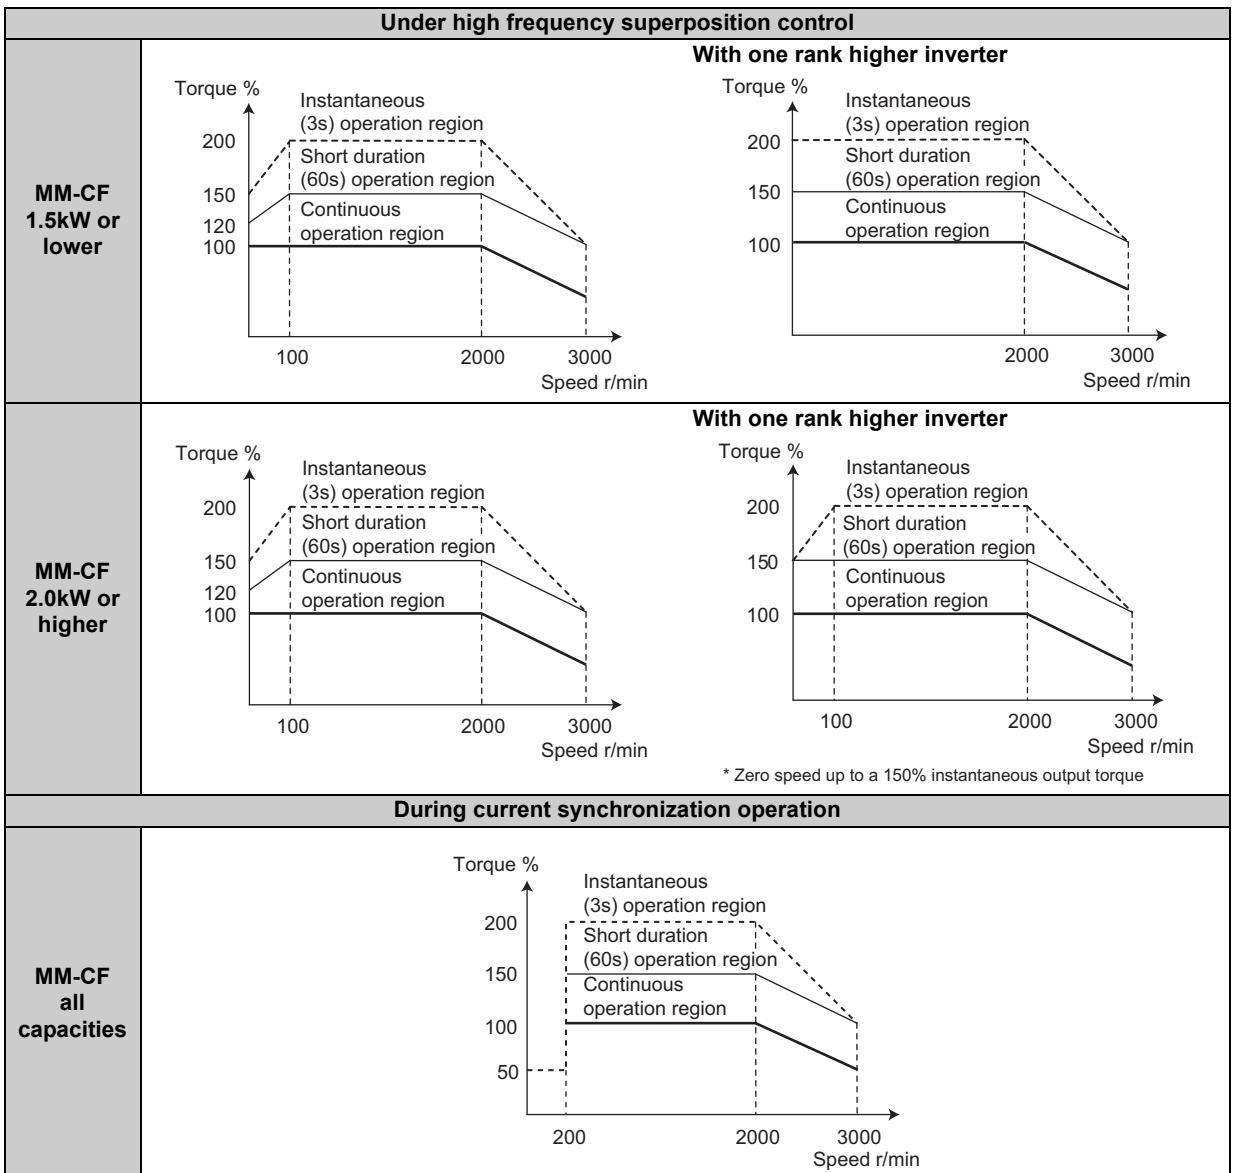 Under high frequency superposition control
MM-CF
1.5kW or
lower
Torque %
200
150
120
100
Instantaneous
(3s) operation region
Short duration
(60s) operation region
Continuous
operation region
100
2000
3000
Speed r/min
With one rank higher inverter
Torque %
200
150
100
Instantaneous
(3s) operation region
Short duration
(60s) operation region
Continuous
operation region
2000
3000
Speed r/min
MM-CF
2.0kW or
higher
Torque %
200
150
120
100
Instantaneous
(3s) operation region
Short duration
(60s) operation region
Continuous
operation region
100
2000
3000
Speed r/min
With one rank higher inverter
Torque %
200
150
100
Instantaneous
(3s) operation region
Short duration
(60s) operation region
Continuous
operation region
100
2000
3000
Speed r/min
* Zero speed up to a 150% instantaneous output torque
During current synchronization operation
MM-CF
all
capacities
Torque %
200
150
100
50
Instantaneous
(3s) operation region
Short duration
(60s) operation region
Continuous
operation region
200
2000
3000
Speed r/min